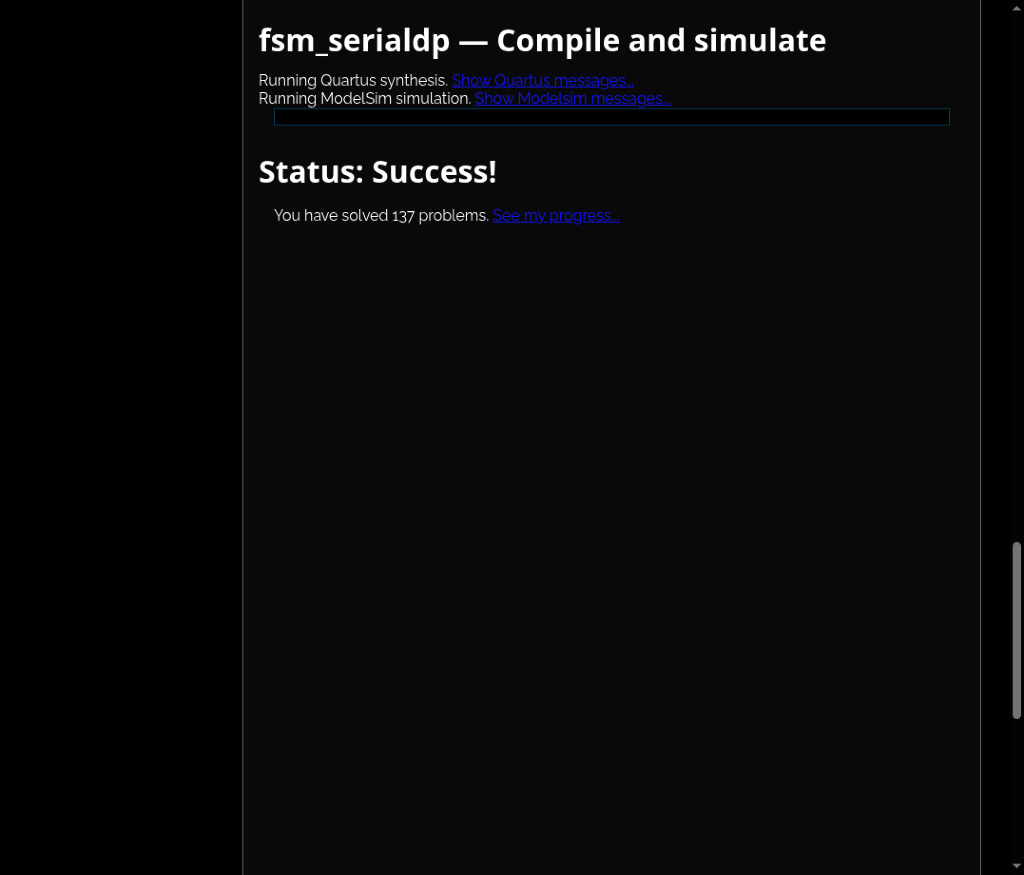 fsm_serialdp — Compile and simulate
Running Quartus synthesis. Show Quartus messages...
Running ModelSim simulation. Show Modelsim messages...
Status: Success!
You have solved 137 problems. See my progress...